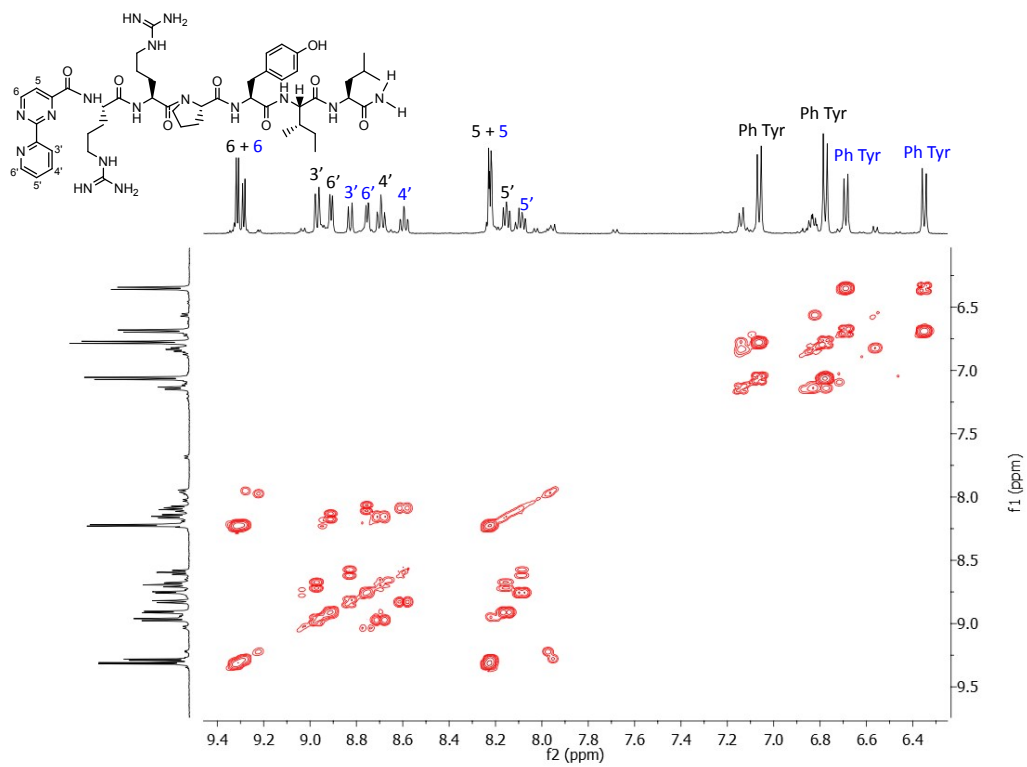 HN NH₂
NH
OH
O O O O
6 5
N N NH N NH N NH N H
H H H H
O O O O
N N
N
3'
6' 4'
5'
NH
HN NH₂
6 + 6
3' 6' 3' 6' 4' 4'
5 + 5
5' 5'
Ph Tyr
Ph Tyr
Ph Tyr
Ph Tyr
6.5
7.0
7.5
8.0
8.5
9.0
9.5
f1 (ppm)
9.4 9.2 9.0 8.8 8.6 8.4 8.2 8.0 7.8 7.6 7.4 7.2 7.0 6.8 6.6 6.4
f2 (ppm)